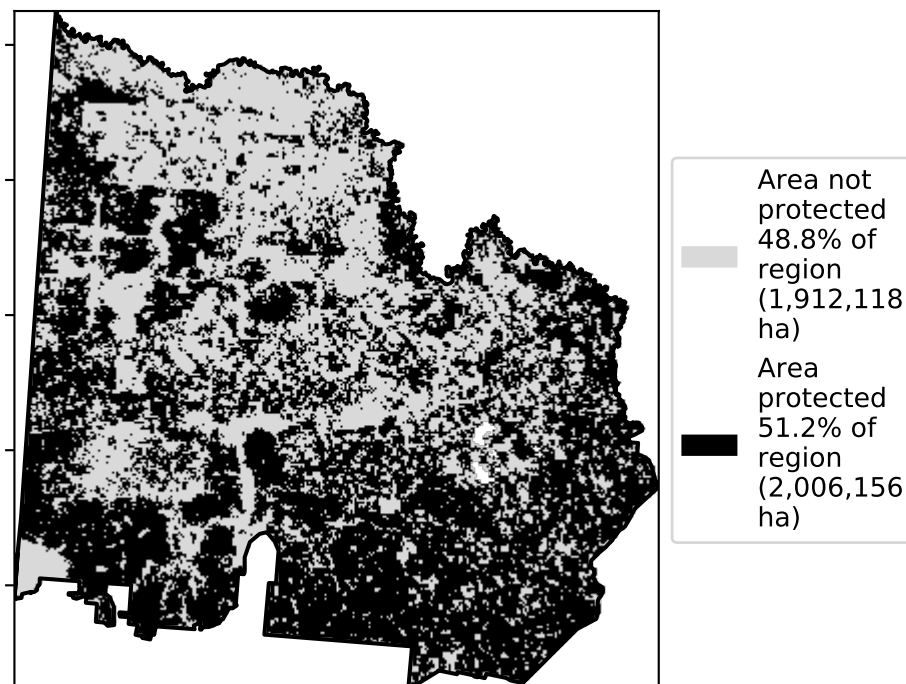 Area not
protected
48.8% of
region
(1,912,118
ha)
Area
protected
51.2% of
region
(2,006,156
ha)